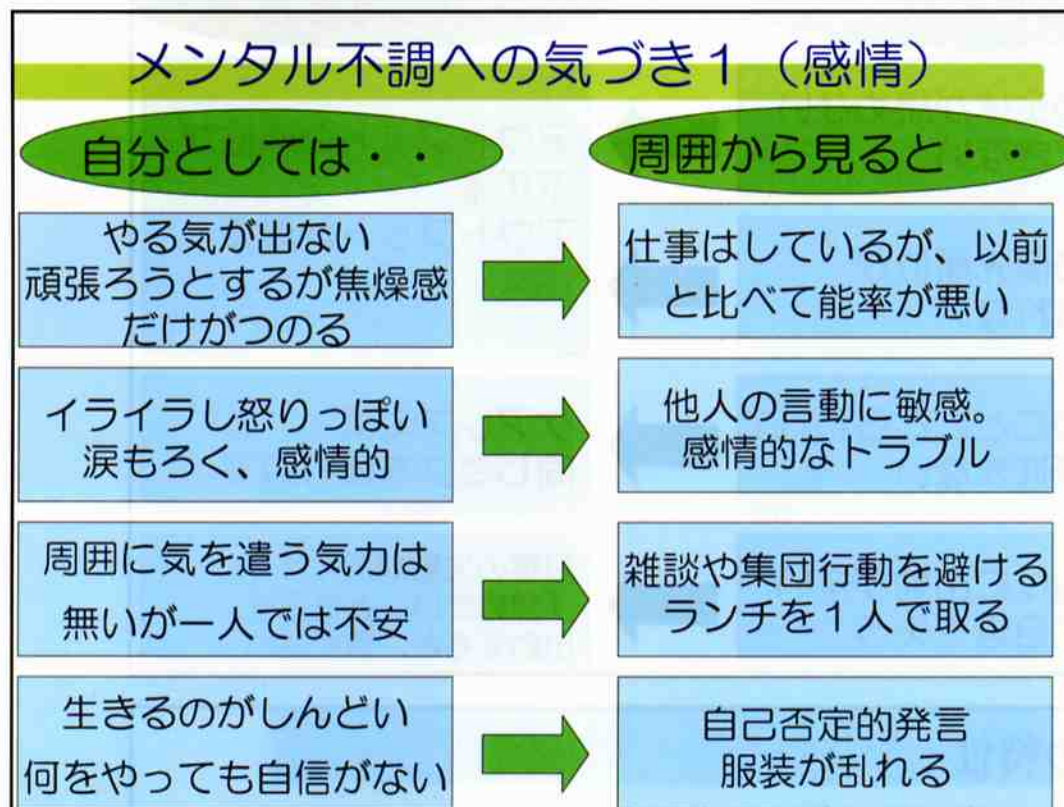 メンタル不調への気づき１（感情）
自分としては・・
周囲から見ると・・
やる気が出ない
頑張ろうとするが焦燥感
だけがつのる
仕事はしているが、以前
と比べて能率が悪い
イライラし怒りっぽい
涙もろく、感情的
他人の言動に敏感。
感情的なトラブル
周囲に気を遣う気力は
無いが一人では不安
雑談や集団行動を避ける
ランチを１人で取る
生きるのがしんどい
何をやっても自信がない
自己否定的発言
服装が乱れる